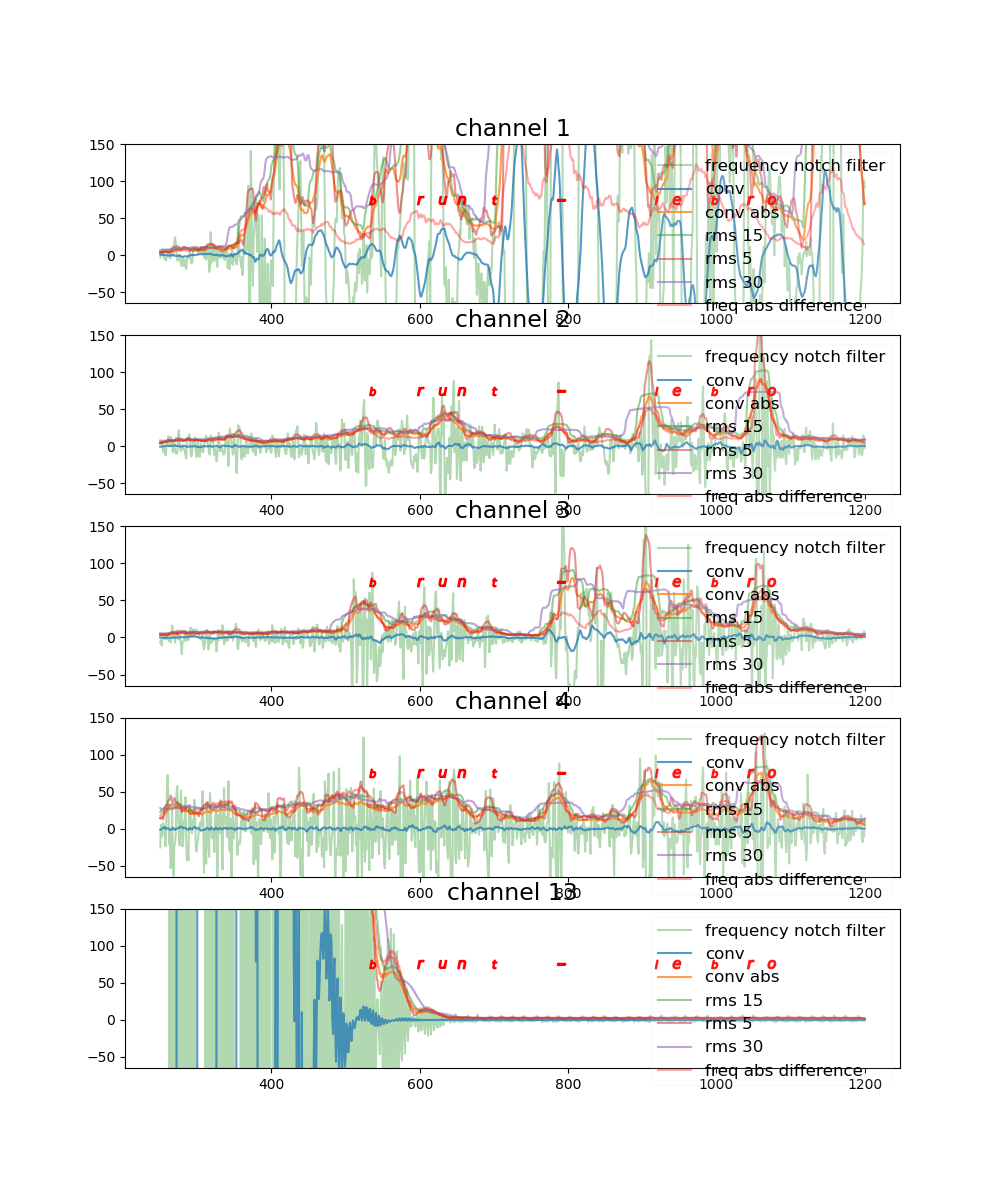 channel 1
150
100
50
0
−50
b r u n t – l e b r o
frequency notch filter
conv
conv abs
rms 15
rms 5
rms 30
freq abs difference
400 600 800 1000 1200
channel 2
150
100
50
0
−50
b r u n t – l e b r o
frequency notch filter
conv
conv abs
rms 15
rms 5
rms 30
freq abs difference
400 600 800 1000 1200
channel 3
150
100
50
0
−50
b r u n t – l e b r o
frequency notch filter
conv
conv abs
rms 15
rms 5
rms 30
freq abs difference
400 600 800 1000 1200
channel 4
150
100
50
0
−50
b r u n t – l e b r o
frequency notch filter
conv
conv abs
rms 15
rms 5
rms 30
freq abs difference
400 600 800 1000 1200
channel 13
150
100
50
0
−50
b r u n t – l e b r o
frequency notch filter
conv
conv abs
rms 15
rms 5
rms 30
freq abs difference
400 600 800 1000 1200